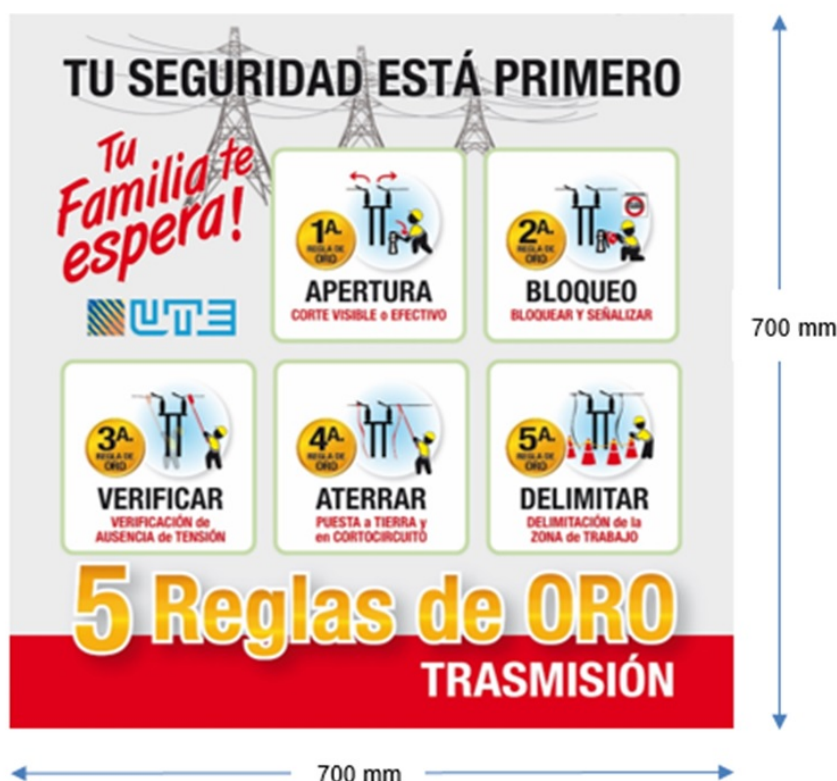 TU SEGURIDAD ESTÁ PRIMERO
Tu
Familia te
espera!
UTE
1A.
REGLA DE
ORO
APERTURA
CORTE VISIBLE o EFECTIVO
2A.
REGLA DE
ORO
BLOQUEO
BLOQUEAR Y SEÑALIZAR
3A.
REGLA DE
ORO
VERIFICAR
VERIFICACIÓN de
AUSENCIA de TENSIÓN
4A.
REGLA DE
ORO
ATERRAR
PUESTA a TIERRA y
en CORTOCIRCUITO
5A.
REGLA DE
ORO
DELIMITAR
DELIMITACIÓN de la
ZONA de TRABAJO
5 Reglas de ORO
TRASMISIÓN
700 mm
700 mm